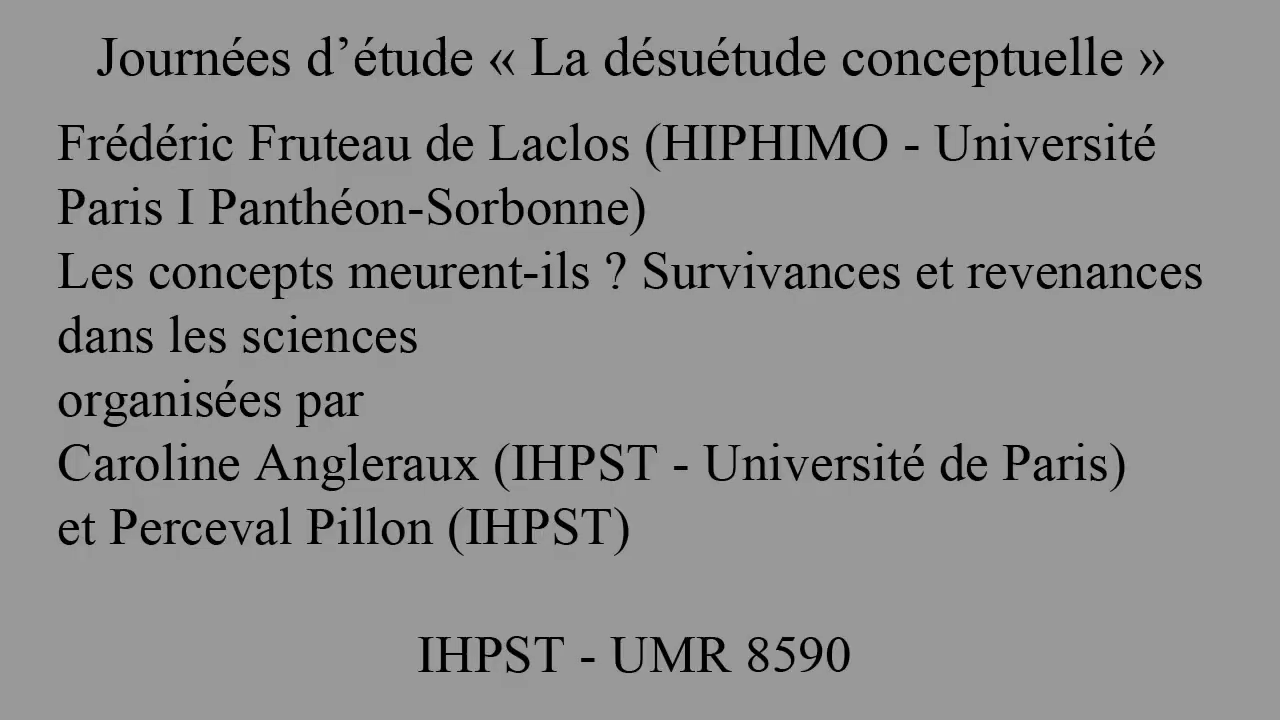 Journées d’étude « La désuétude conceptuelle »
Frédéric Fruteau de Laclos (HIPHIMO - Université
Paris I Panthéon-Sorbonne)
Les concepts meurent-ils ? Survivances et revenances
dans les sciences
organisées par
Caroline Angleraux (IHPST - Université de Paris)
et Perceval Pillon (IHPST)
IHPST - UMR 8590